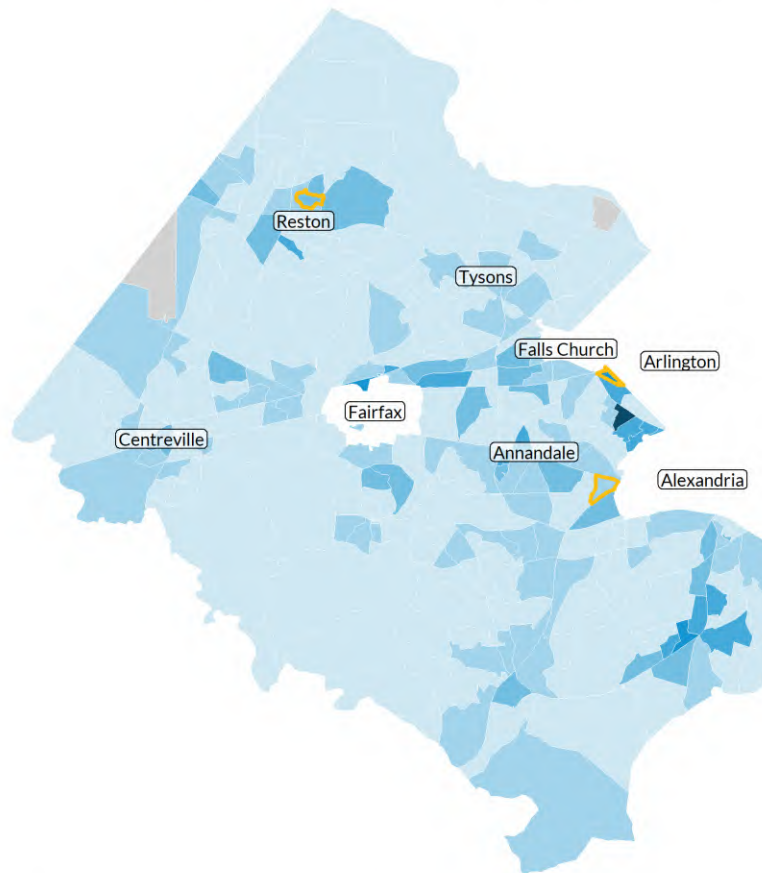 Reston
Tysons
Falls Church
Arlington
Fairfax
Centreville
Annandale
Alexandria